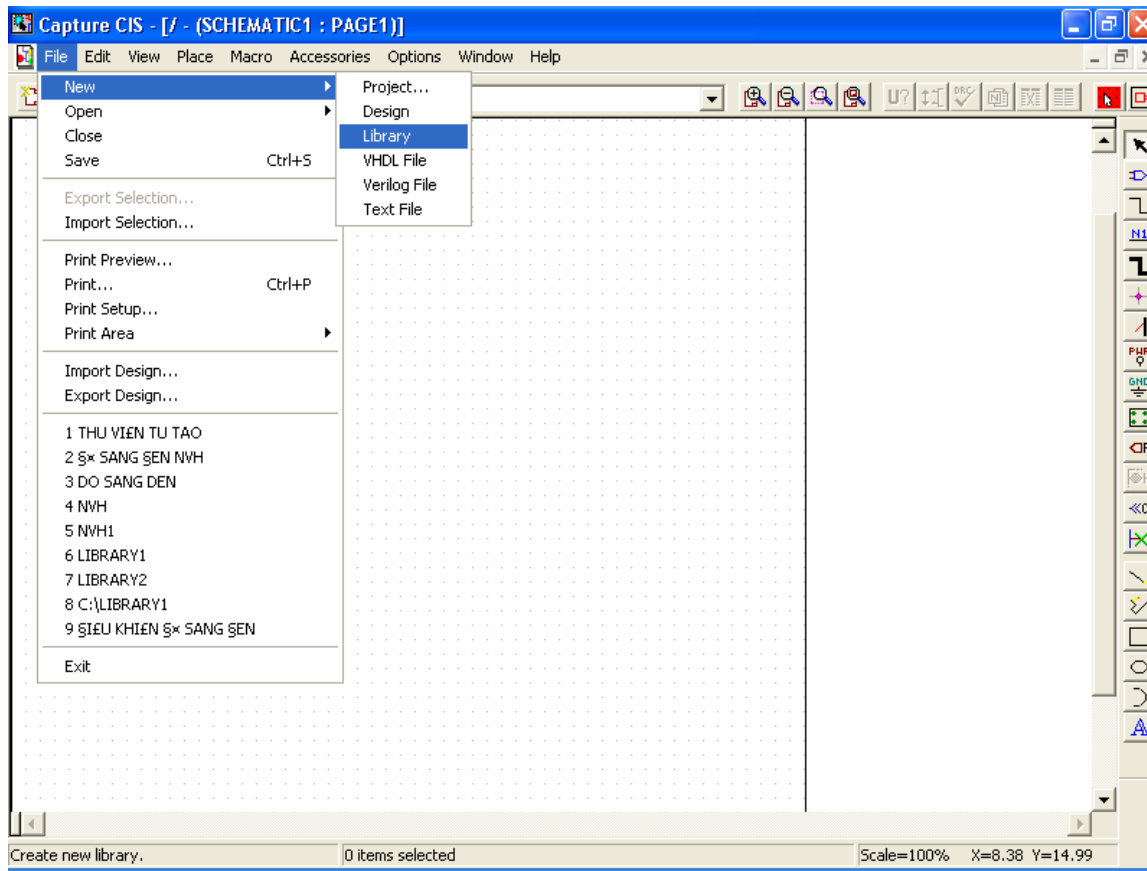 Capture CIS - [/ - (SCHEMATIC1 : PAGE1)]
File Edit View Place Macro Accessories Options Window Help
U? DRC
New
Open
Close
Save Ctrl+S
Export Selection...
Import Selection...
Print Preview...
Print... Ctrl+P
Print Setup...
Print Area
Import Design...
Export Design...
1 THU VI£N TU TAO
2 §× SANG §EN NVH
3 DO SANG DEN
4 NVH
5 NVH1
6 LIBRARY1
7 LIBRARY2
8 C:\LIBRARY1
9 §I£U KHI£N §× SANG §EN
Exit
Project...
Design
Library
VHDL File
Verilog File
Text File
N1
Create new library. 0 items selected Scale=100% X=8.38 Y=14.99